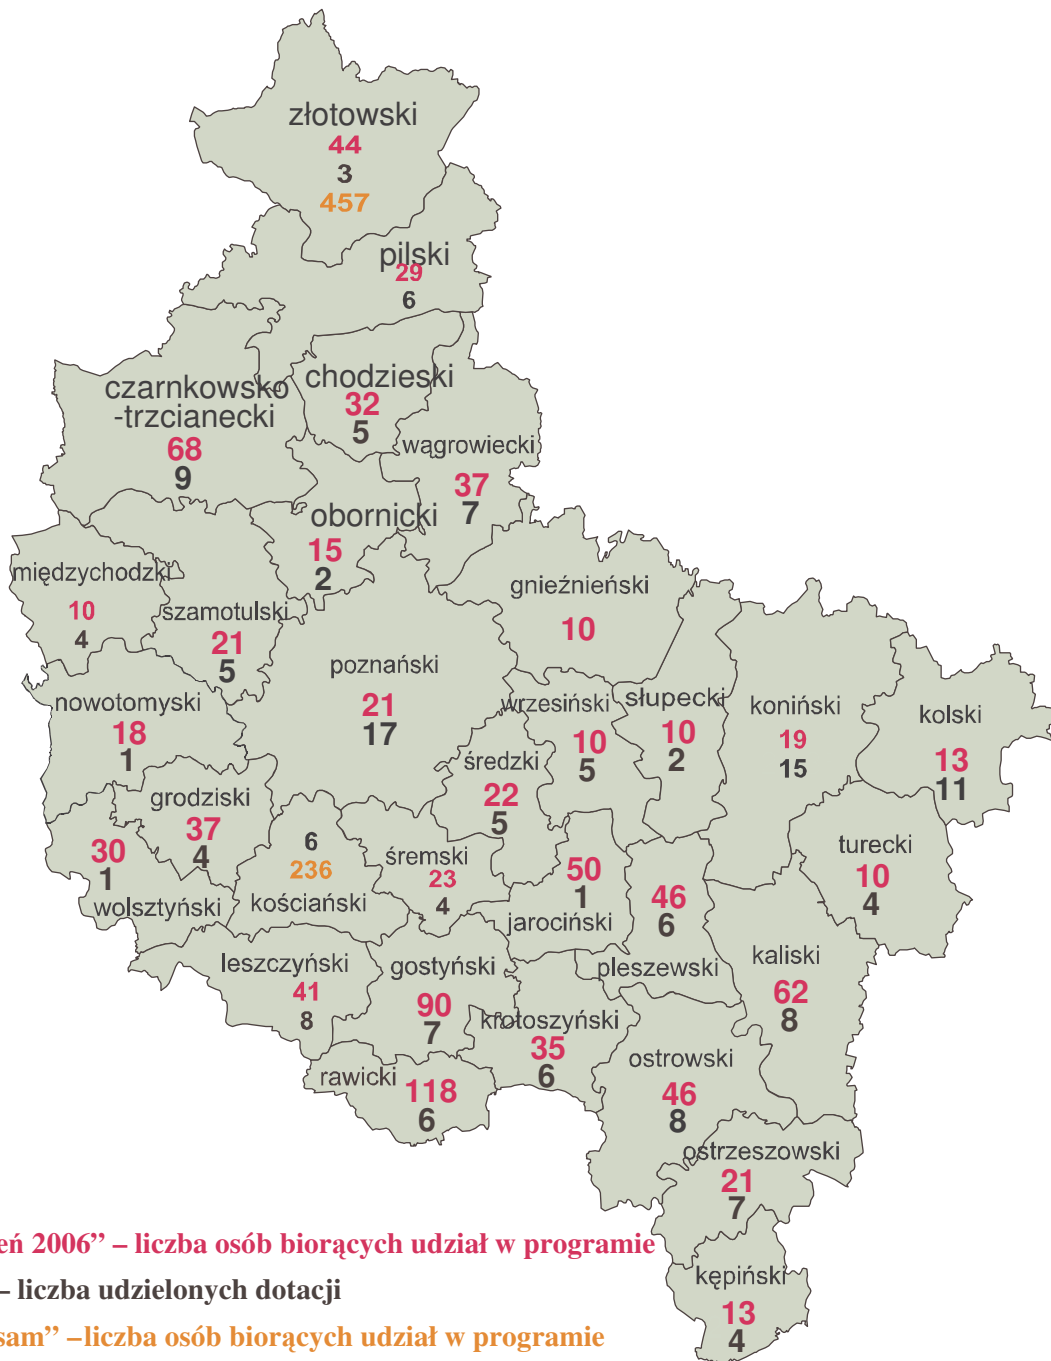 złotowski
44
3
457
pilski
29
6
chodzieski
32
5
czarnkowsko
-trzcianecki
68
9
wągrowiecki
37
7
obornicki
15
2
międzychodzki
10
4
szamotulski
21
5
gnieźnieński
10
poznański
21
17
nowotomyski
18
1
wrzesiński
10
5
słupecki
10
2
koniński
19
15
kolski
13
11
średzki
22
5
grodziski
37
4
30
1
wolsztyński
6
236
kościański
śremski
23
4
50
1
jarociński
46
6
pleszewski
turecki
10
4
kaliski
62
8
leszczyński
41
8
gostyński
90
7
krotoszyński
35
6
rawicki
118
6
ostrowski
46
8
ostrzeszowski
21
7
kępiński
13
4
eń 2006” – liczba osób biorących udział w programie
– liczba udzielonych dotacji
sam” –liczba osób biorących udział w programie